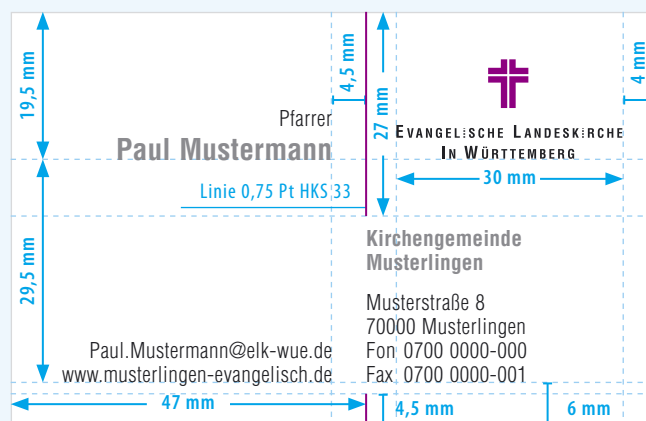 19,5 mm
4,5 mm
27 mm
4 mm
Pfarrer
Paul Mustermann
EVANGELISCHE LANDESKIRCHE
IN WÜRTTEMBERG
30 mm
Linie 0,75 Pt HKS 33
29,5 mm
Kirchengemeinde
Musterlingen
Musterstraße 8
70000 Musterlingen
Paul.Mustermann@elk-wue.de
Fon 0700 0000-000
www.musterlingen-evangelisch.de
Fax 0700 0000-001
47 mm
4,5 mm
6 mm